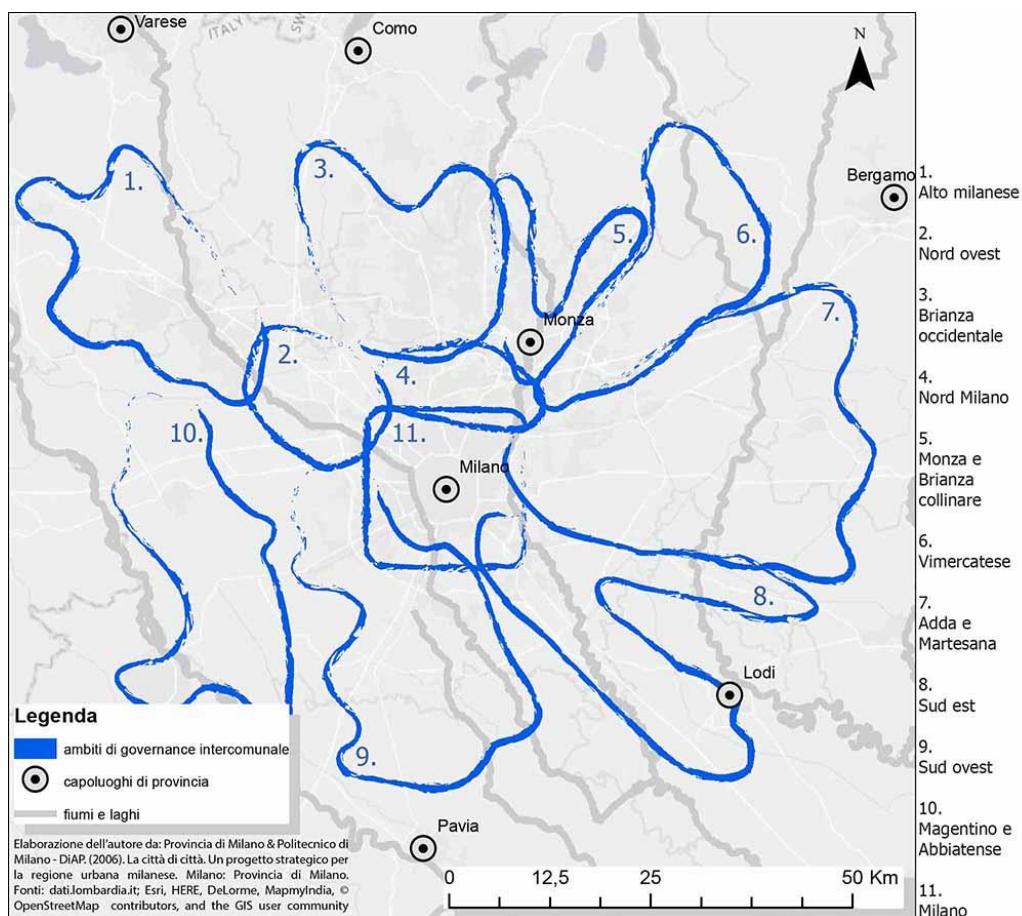 Varese
ITALY
SW
Como
N
Bergamo
1.
3.
5.
6.
7.
Monza
2.
4.
10.
11.
Milano
8.
Lodi
9.
Pavia
Legenda
ambiti di governance intercomunale
capoluoghi di provincia
fiumi e laghi
Elaborazione dell'autore da: Provincia di Milano & Politecnico di
Milano - DiAP. (2006). La città di città. Un progetto strategico per
la regione urbana milanese. Milano: Provincia di Milano.
Fonti: dati.lombardia.it; Esri, HERE, DeLorme, MapmyIndia, ©
OpenStreetMap contributors, and the GIS user community
0 12,5 25 50 Km
1.
Alto milanese
2.
Nord ovest
3.
Brianza
occidentale
4.
Nord Milano
5.
Monza e
Brianza
collinare
6.
Vimercatese
7.
Adda e
Martesana
8.
Sud est
9.
Sud ovest
10.
Magentino e
Abbiatense
11.
Milano